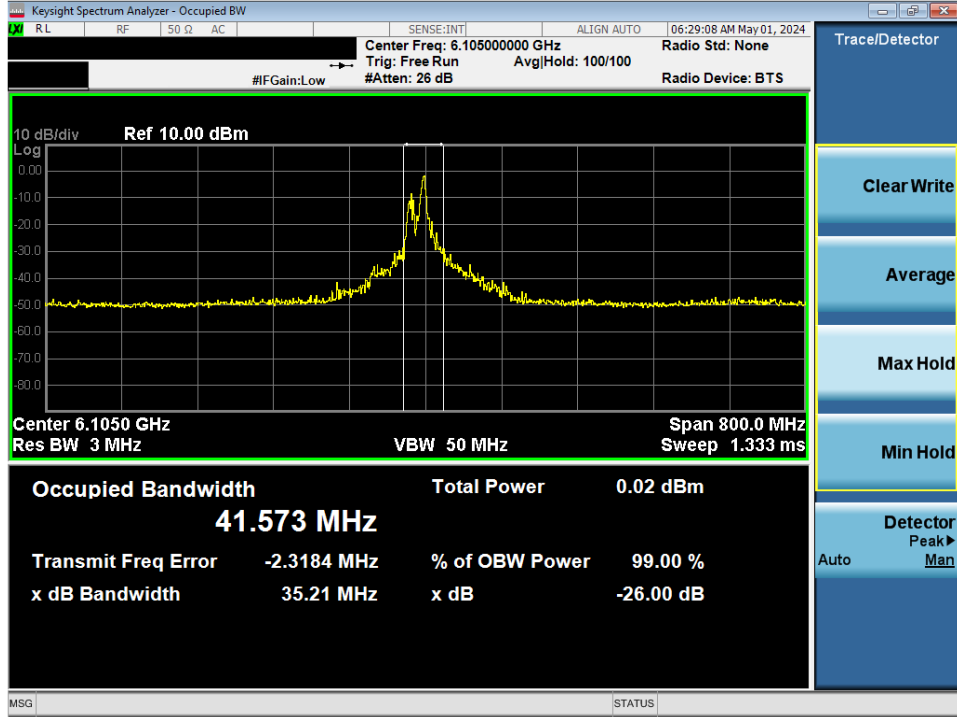 Keysight Spectrum Analyzer - Occupied BW
LXI RL RF 50 Ω AC SENSE:INT ALIGN AUTO 06:29:08 AM May 01, 2024
Center Freq: 6.105000000 GHz Radio Std: None
Trig: Free Run Avg|Hold: 100/100
#IFGain:Low #Atten: 26 dB Radio Device: BTS
Trace/Detector
10 dB/div Ref 10.00 dBm
Log
0.00
-10.0
-20.0
-30.0
-40.0
-50.0
-60.0
-70.0
-80.0
Center 6.1050 GHz Span 800.0 MHz
Res BW 3 MHz VBW 50 MHz Sweep 1.333 ms
Occupied Bandwidth Total Power 0.02 dBm
41.573 MHz
Transmit Freq Error -2.3184 MHz % of OBW Power 99.00 %
x dB Bandwidth 35.21 MHz x dB -26.00 dB
Clear Write
Average
Max Hold
Min Hold
Detector
Peak▶
Auto Man
MSG STATUS